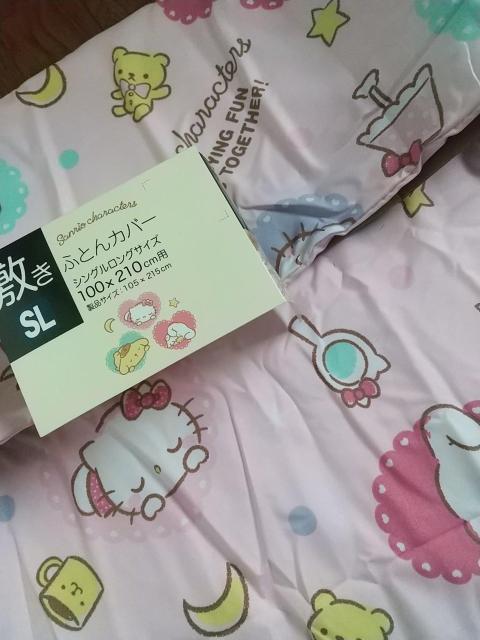 characters
YING FUN
TOGETHER!
Sanrio characters
敷き
SL
ふとんカバー
シングルロングサイズ
100×210cm用
製品サイズ:105×215cm